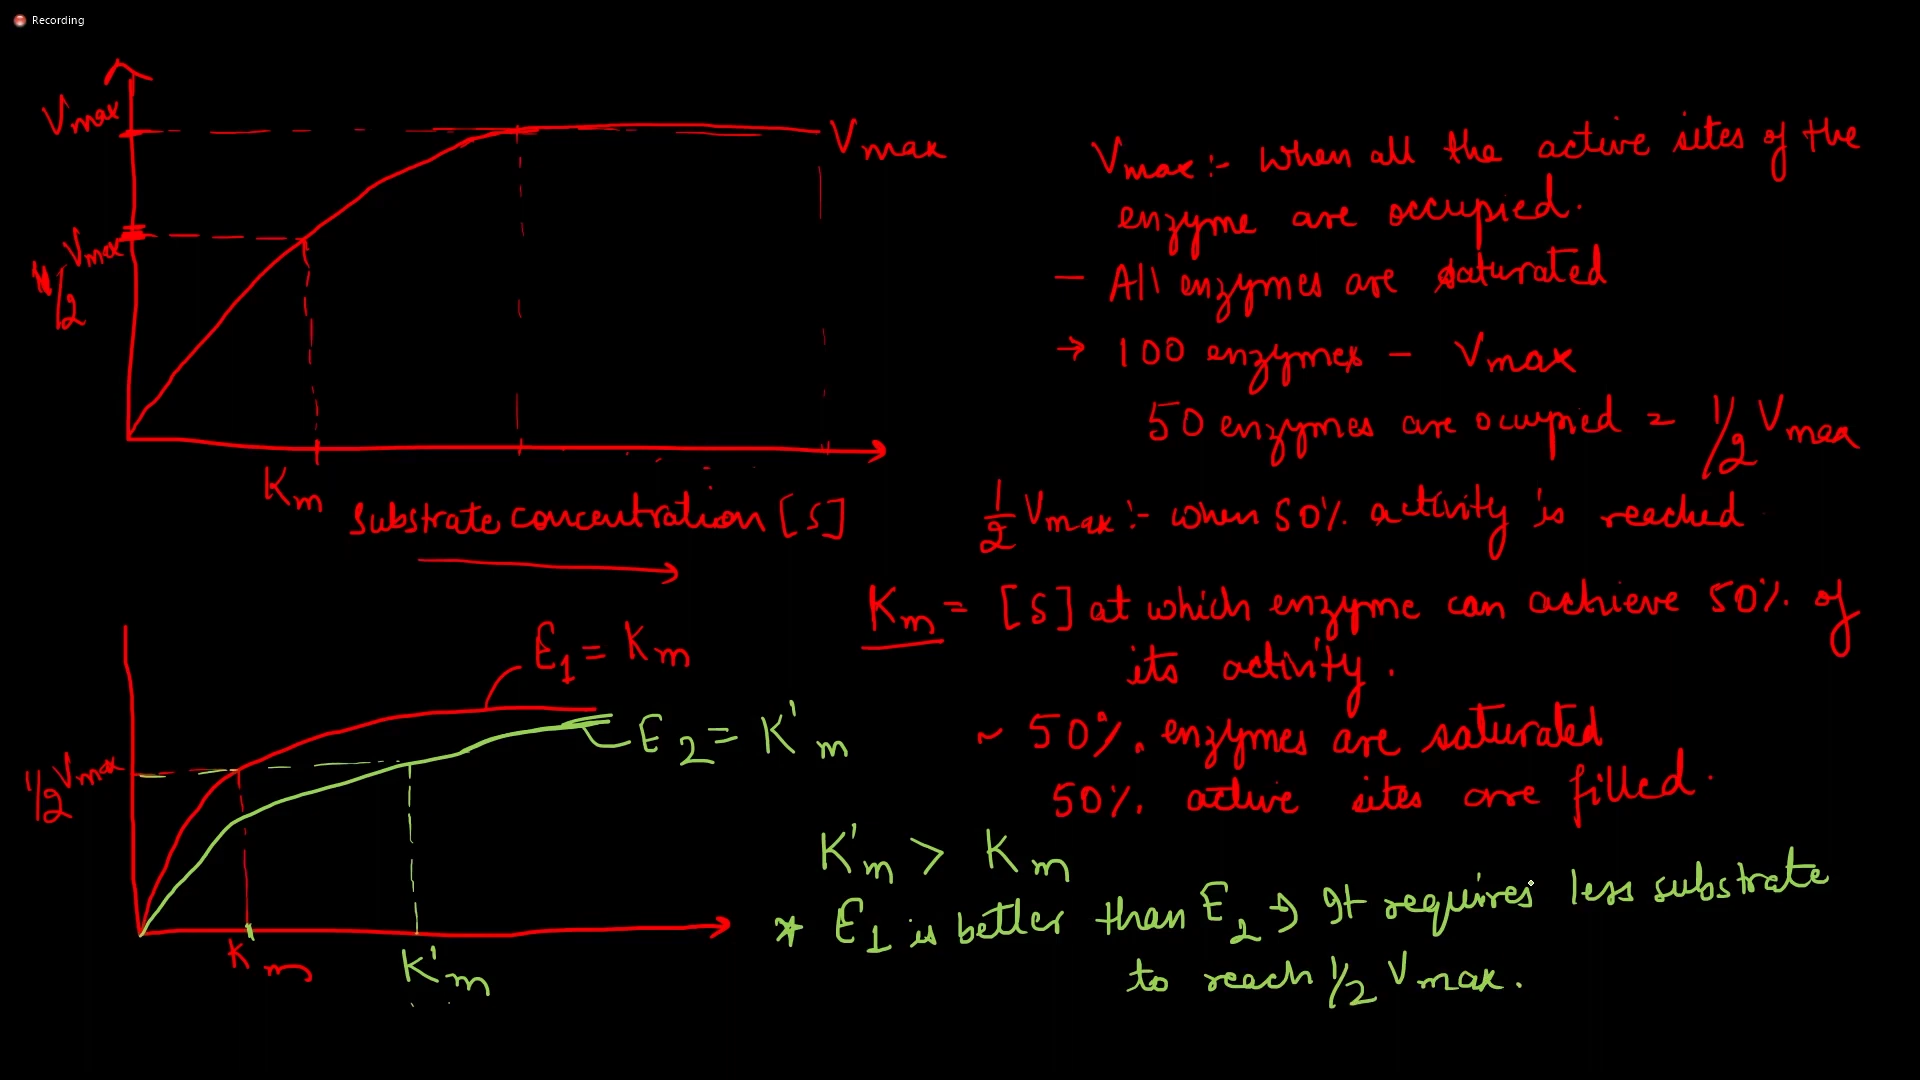 Recording
Vmax
Vmax
1/2 Vmax
Km
Substrate concentration [S]
Vmax :- When all the active sites of the
enzyme are occupied.
- All enzymes are saturated
→ 100 enzymes - Vmax
50 enzymes are occupied = 1/2 Vmax
1/2 Vmax :- when 50% activity is reached
Km = [S] at which enzyme can achieve 50% of
its activity.
~ 50% enzymes are saturated
50% active sites are filled.
E1 = Km
E2 = K'm
1/2 Vmax
Km
K'm
K'm > Km
* E1 is better than E2 → It requires less substrate
to reach 1/2 Vmax.